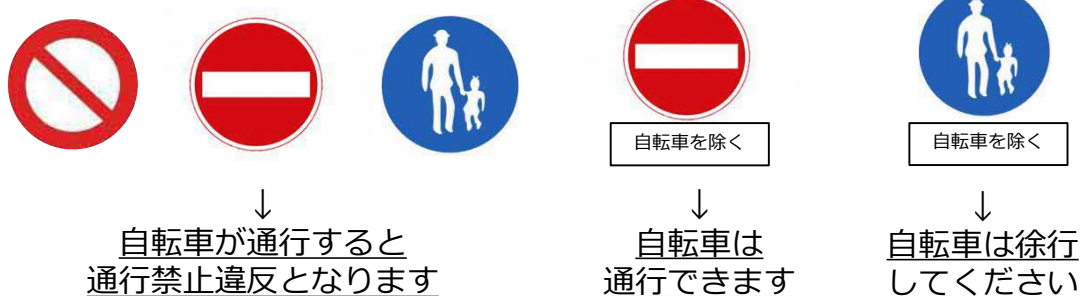 自転車を除く
自転車を除く
↓
自転車が通行すると
通行禁止違反となります
↓
自転車は
通行できます
↓
自転車は徐行
してください